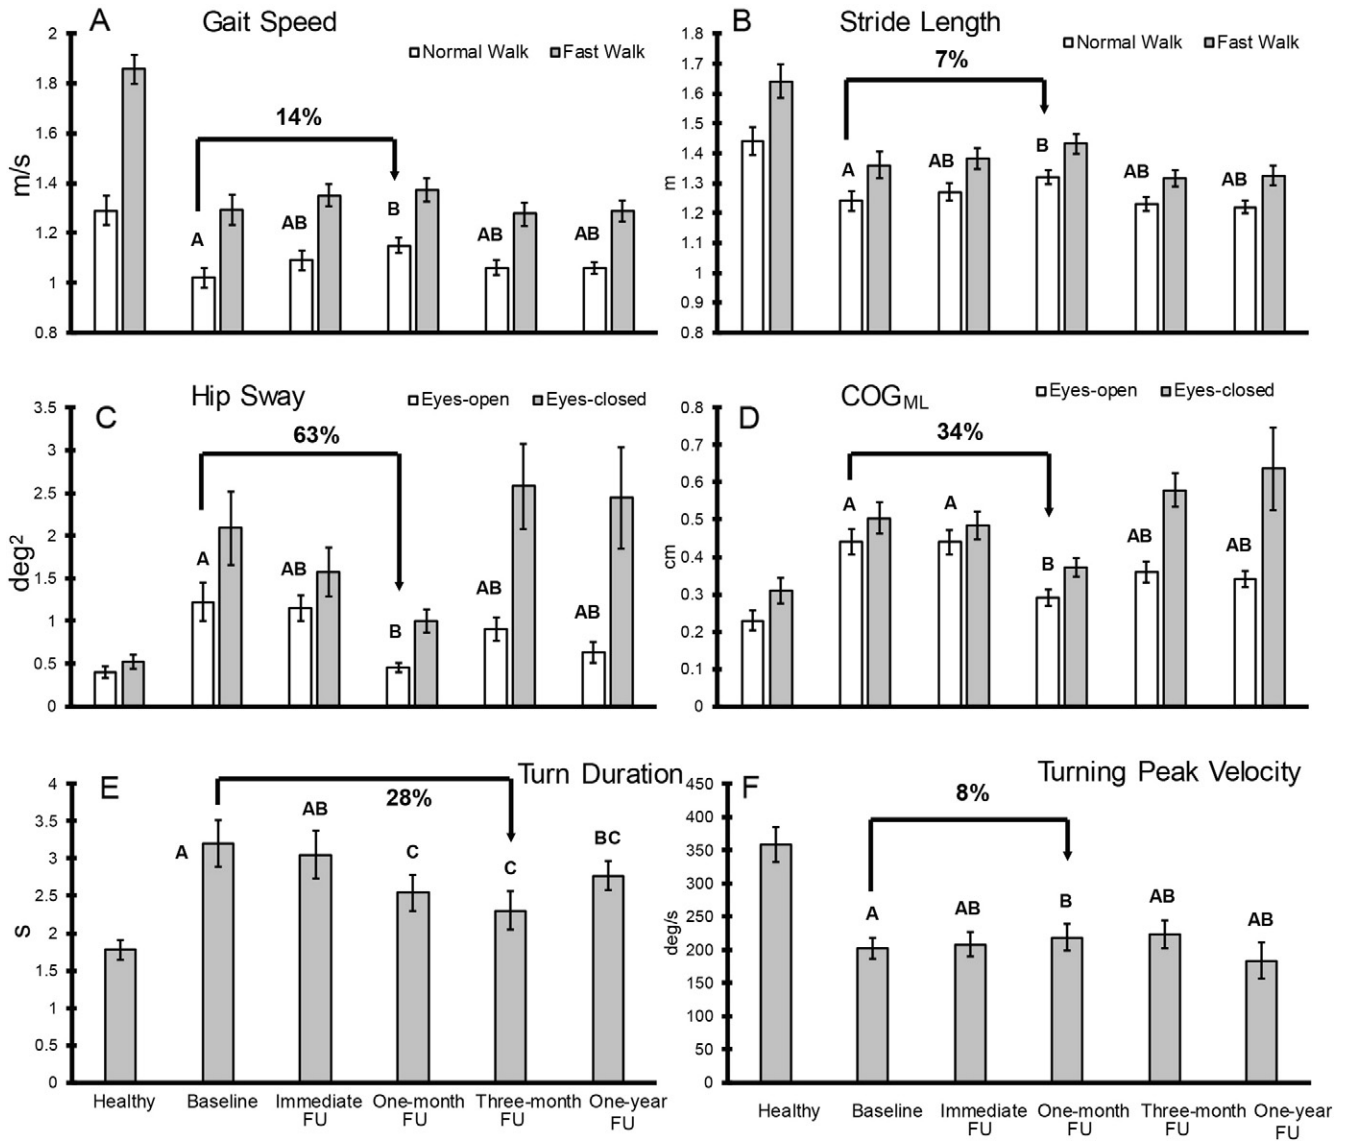 A Gait Speed
Normal Walk Fast Walk
m/s
2
1.8
1.6
1.4
1.2
1
0.8
14%
A
AB
B
AB
AB
B Stride Length
Normal Walk Fast Walk
m
1.8
1.7
1.6
1.5
1.4
1.3
1.2
1.1
1
0.9
0.8
7%
A
AB
B
AB
AB
C Hip Sway
Eyes-open Eyes-closed
deg²
3.5
3
2.5
2
1.5
1
0.5
0
63%
A
AB
B
AB
AB
D COG_ML
Eyes-open Eyes-closed
cm
0.8
0.7
0.6
0.5
0.4
0.3
0.2
0.1
0
34%
A
A
B
AB
AB
E Turn Duration
s
4
3.5
3
2.5
2
1.5
1
0.5
0
28%
A
AB
C
C
BC
Healthy Baseline Immediate One-month Three-month One-year
FU FU FU FU
F Turning Peak Velocity
deg/s
450
400
350
300
250
200
150
100
50
0
8%
A
AB
B
AB
AB
Healthy Baseline Immediate One-month Three-month One-year
FU FU FU FU